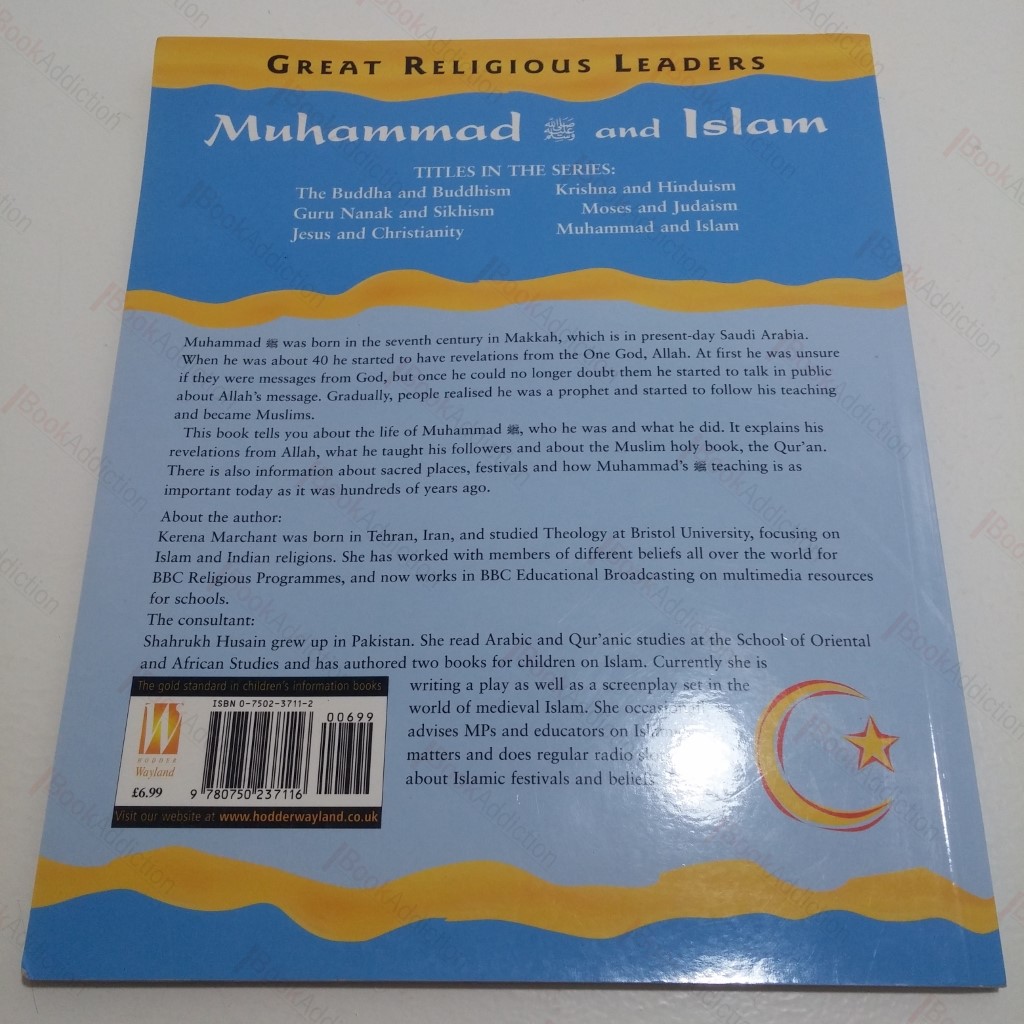 GREAT RELIGIOUS LEADERS
Muhammad ﷺ and Islam
TITLES IN THE SERIES:
The Buddha and Buddhism Krishna and Hinduism
Guru Nanak and Sikhism Moses and Judaism
Jesus and Christianity Muhammad and Islam
Muhammad ﷺ was born in the seventh century in Makkah, which is in present-day Saudi Arabia.
When he was about 40 he started to have revelations from the One God, Allah. At first he was unsure
if they were messages from God, but once he could no longer doubt them he started to talk in public
about Allah's message. Gradually, people realised he was a prophet and started to follow his teaching
and became Muslims.
This book tells you about the life of Muhammad ﷺ, who he was and what he did. It explains his
revelations from Allah, what he taught his followers and about the Muslim holy book, the Qur'an.
There is also information about sacred places, festivals and how Muhammad's ﷺ teaching is as
important today as it was hundreds of years ago.
About the author:
Kerena Marchant was born in Tehran, Iran, and studied Theology at Bristol University, focusing on
Islam and Indian religions. She has worked with members of different beliefs all over the world for
BBC Religious Programmes, and now works in BBC Educational Broadcasting on multimedia resources
for schools.
The consultant:
Shahrukh Husain grew up in Pakistan. She read Arabic and Qur'anic studies at the School of Oriental
and African Studies and has authored two books for children on Islam. Currently she is
writing a play as well as a screenplay set in the
world of medieval Islam. She
advises MPs and educators on
matters and does regular radio
about Islamic festivals and beliefs
The gold standard in children's information books
ISBN 0-7502-3711-2
00699
HODDER
Wayland
£6.99
9 780750 237116
Visit our website at www.hodderwayland.co.uk
BookAddiction